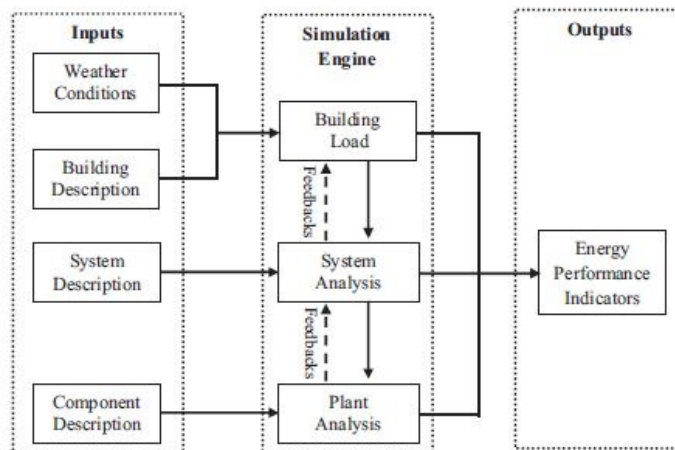 Inputs
Weather
Conditions
Building
Description
System
Description
Component
Description
Simulation
Engine
Building
Load
Feedbacks
System
Analysis
Feedbacks
Plant
Analysis
Outputs
Energy
Performance
Indicators